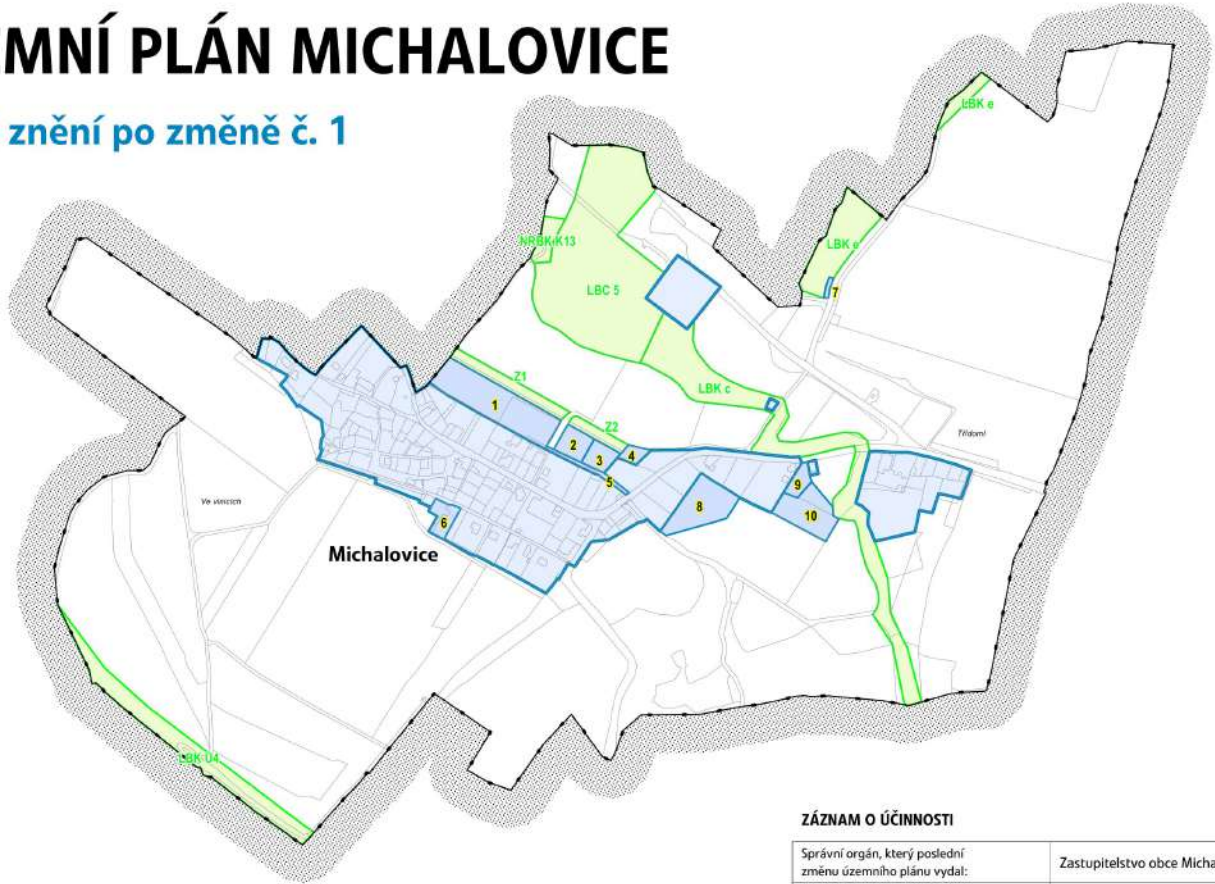 EMNÍ PLÁN MICHALOVICE
znění po změně č. 1
LBK e
NRBK K13
LBK e
LBC 5
7
Z1
LBK c
1
Z2
Třídomí
2
3
4
5
9
Ve vinicích
8
10
6
Michalovice
LBK U4
ZÁZNAM O ÚČINNOSTI
Správní orgán, který poslední
změnu územního plánu vydal:
Zastupitelstvo obce Micha